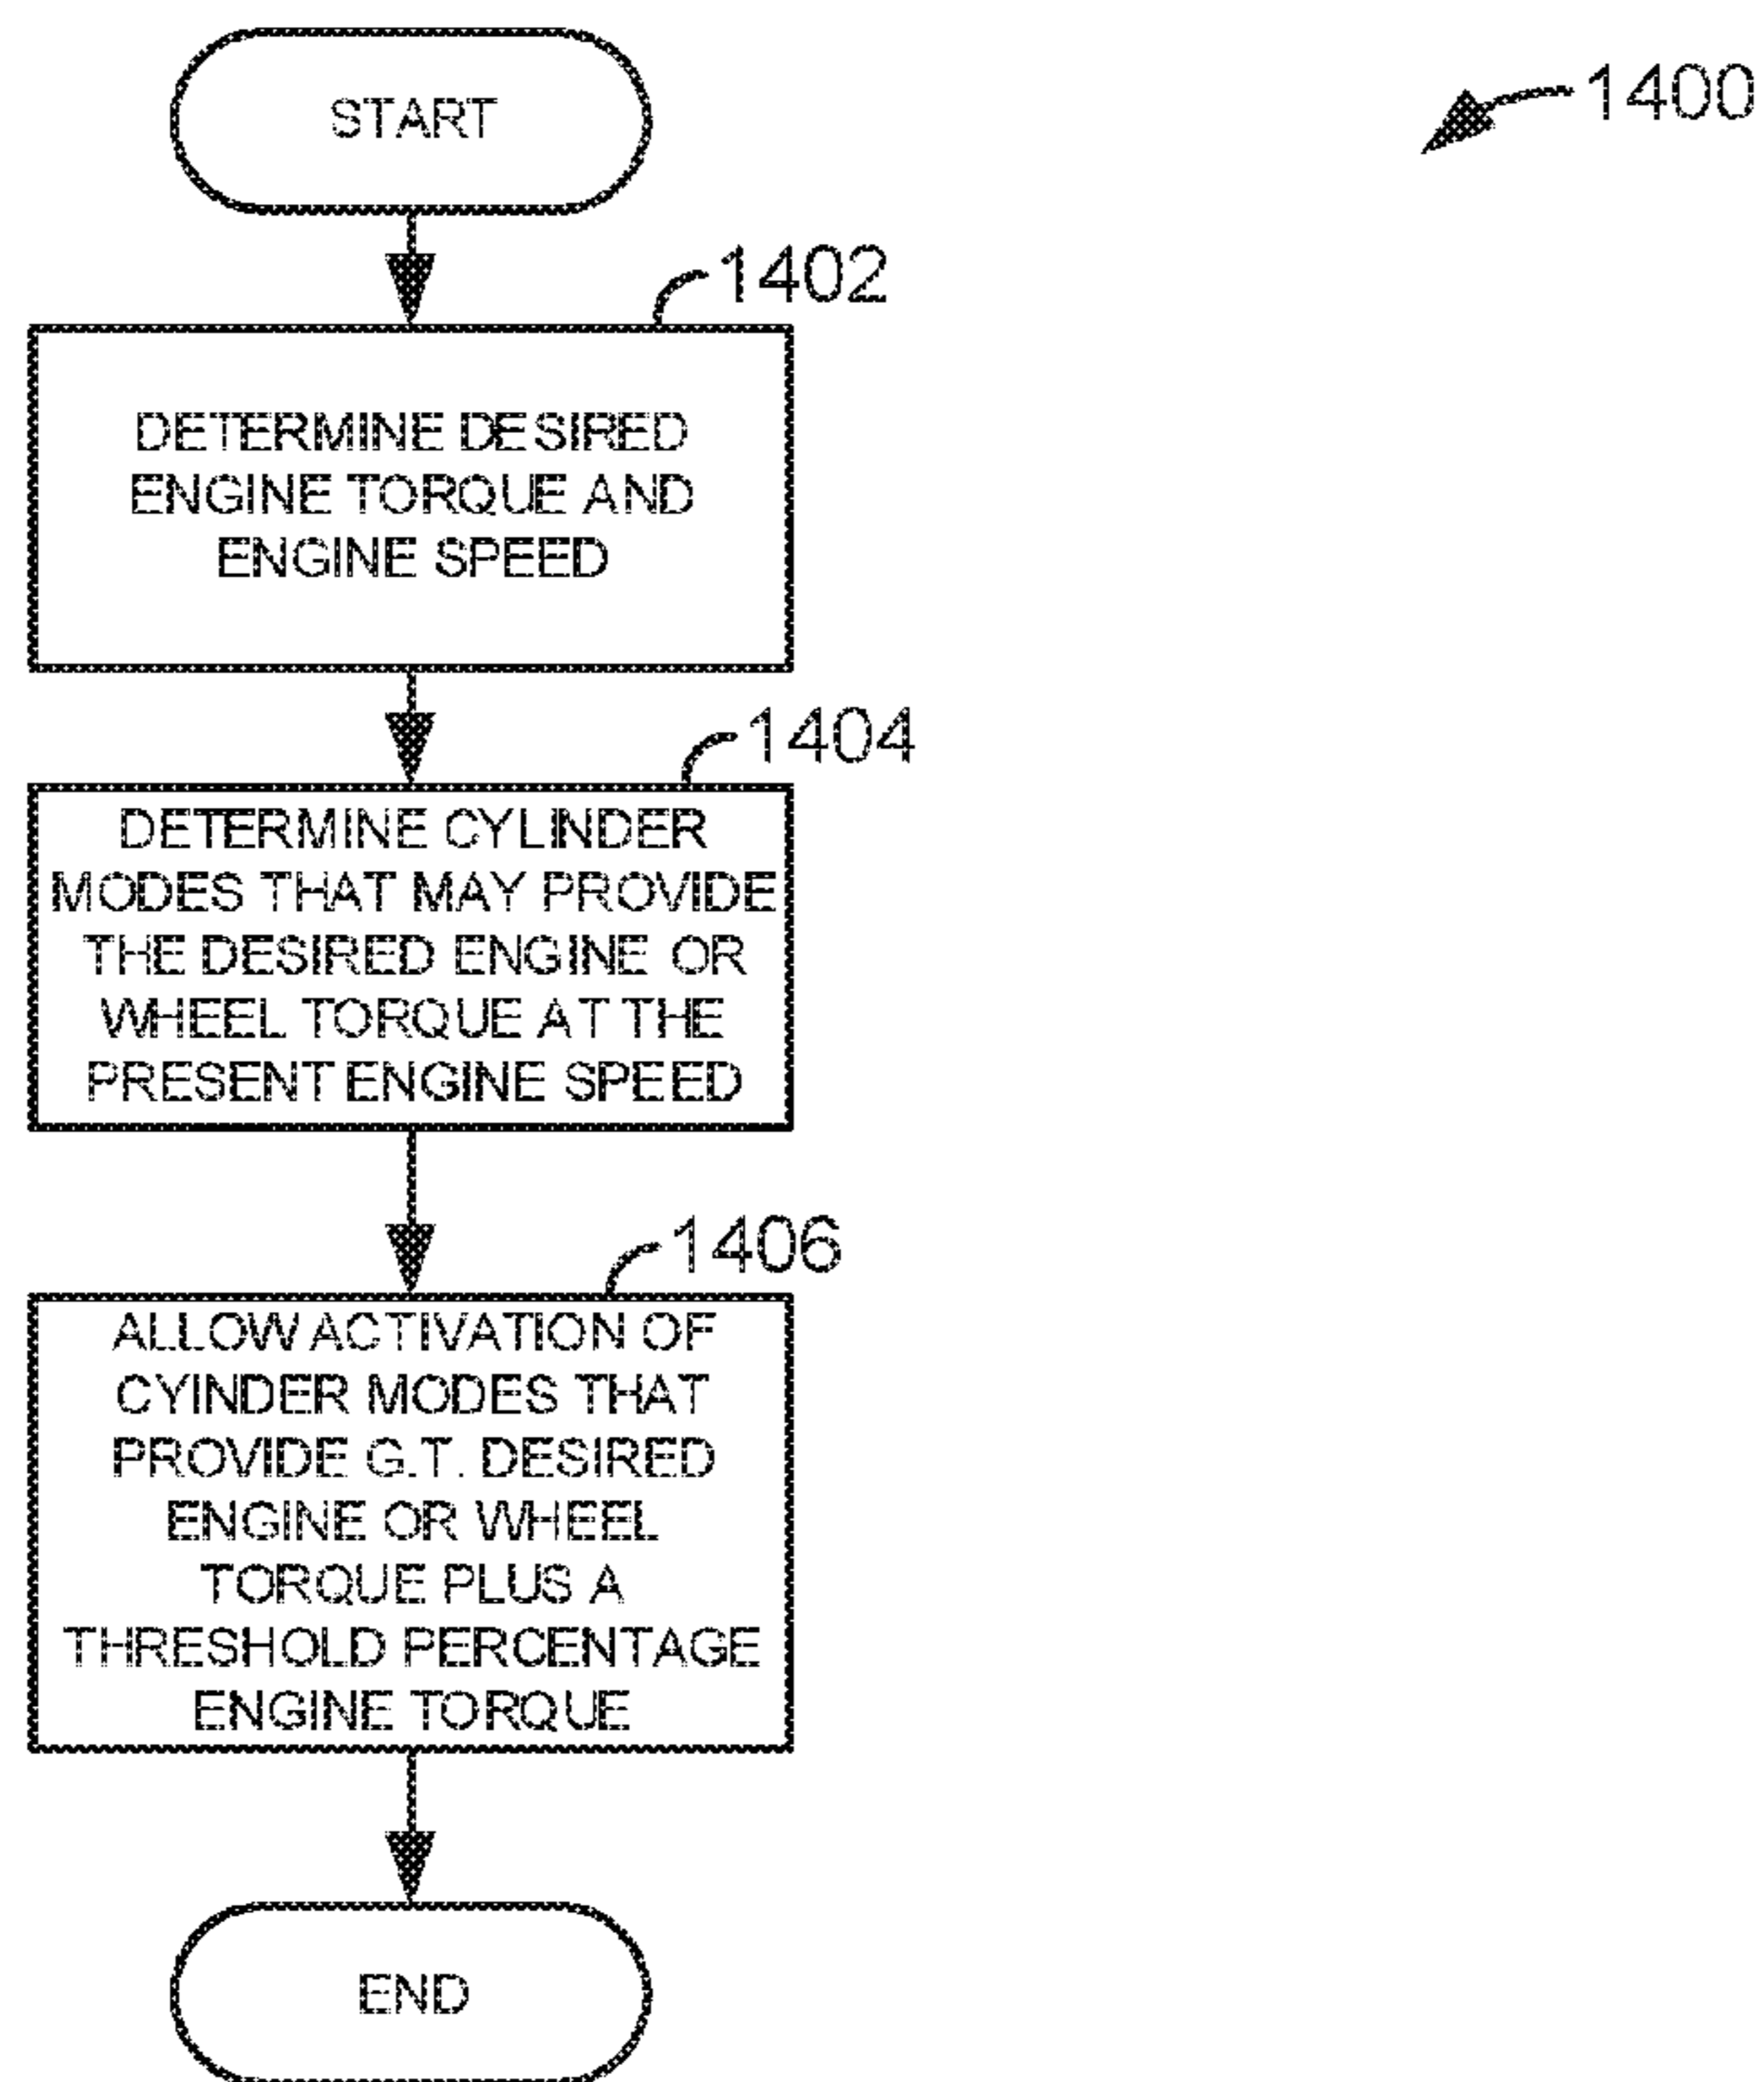 START
1400
1402
DETERMINE DESIRED
ENGINE TORQUE AND
ENGINE SPEED
1404
DETERMINE CYLINDER
MODES THAT MAY PROVIDE
THE DESIRED ENGINE OR
WHEEL TORQUE AT THE
PRESENT ENGINE SPEED
1406
ALLOW ACTIVATION OF
CYINDER MODES THAT
PROVIDE G.T. DESIRED
ENGINE OR WHEEL
TORQUE PLUS A
THRESHOLD PERCENTAGE
ENGINE TORQUE
END